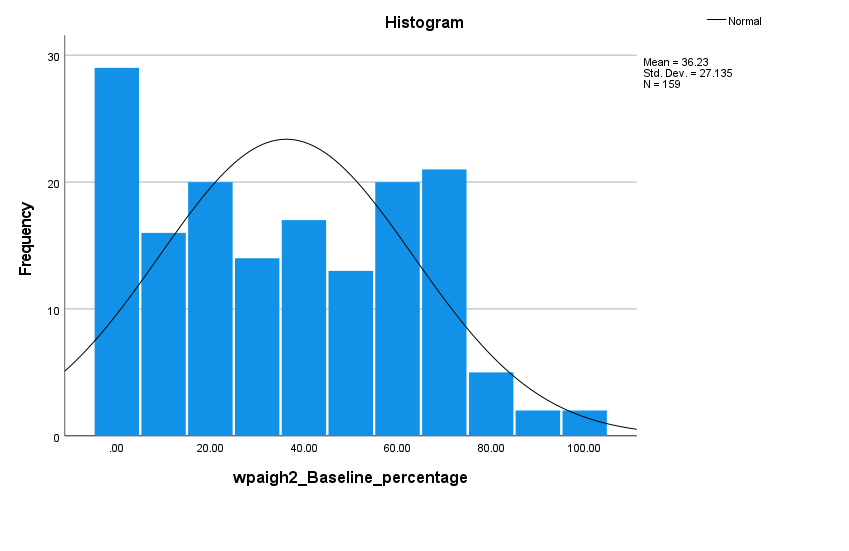 Histogram
Normal
Mean = 36.23
Std. Dev. = 27.135
N = 159
Frequency
30
20
10
0
.00 20.00 40.00 60.00 80.00 100.00
wpaigh2_Baseline_percentage